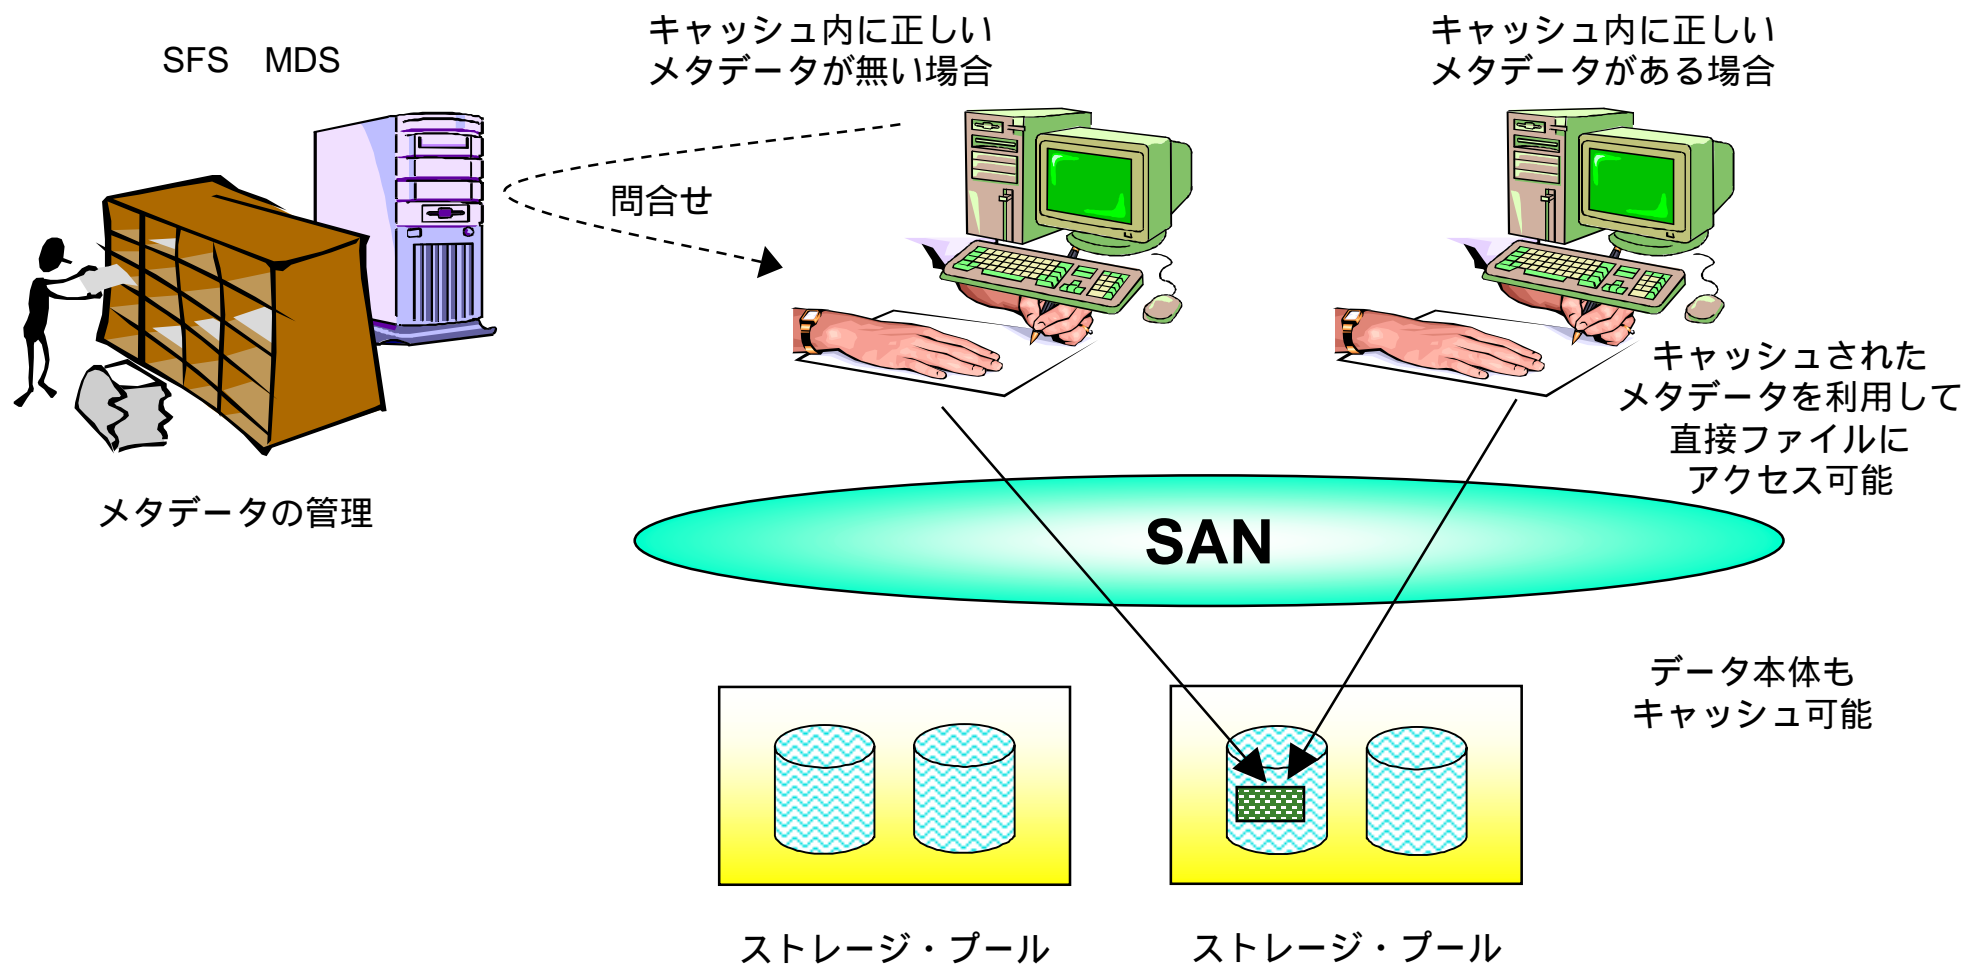 SFS　MDS
キャッシュ内に正しい
メタデータが無い場合
キャッシュ内に正しい
メタデータがある場合
問合せ
キャッシュされた
メタデータを利用して
直接ファイルに
アクセス可能
メタデータの管理
SAN
データ本体も
キャッシュ可能
ストレージ・プール
ストレージ・プール